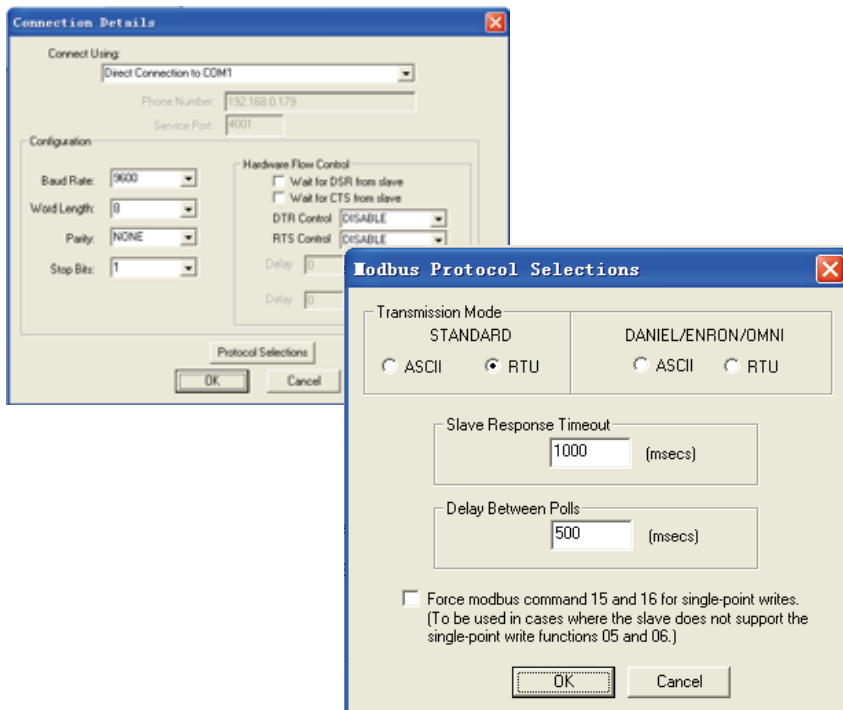 Connection Details
Connect Using:
Direct Connection to COM1
Phone Number: 192.168.0.179
Service Port: 4001
Configuration
Baud Rate: 9600
Word Length: 8
Parity: NONE
Stop Bits: 1
Hardware Flow Control
Wait for DSR from slave
Wait for CTS from slave
DTR Control DISABLE
RTS Control DISABLE
Delay 0
Delay 0
Protocol Selections
OK Cancel
Modbus Protocol Selections
Transmission Mode
STANDARD DANIEL/ENRON/OMNI
ASCII RTU ASCII RTU
Slave Response Timeout
1000 (msecs)
Delay Between Polls
500 (msecs)
Force modbus command 15 and 16 for single-point writes.
(To be used in cases where the slave does not support the
single-point write functions 05 and 06.)
OK Cancel